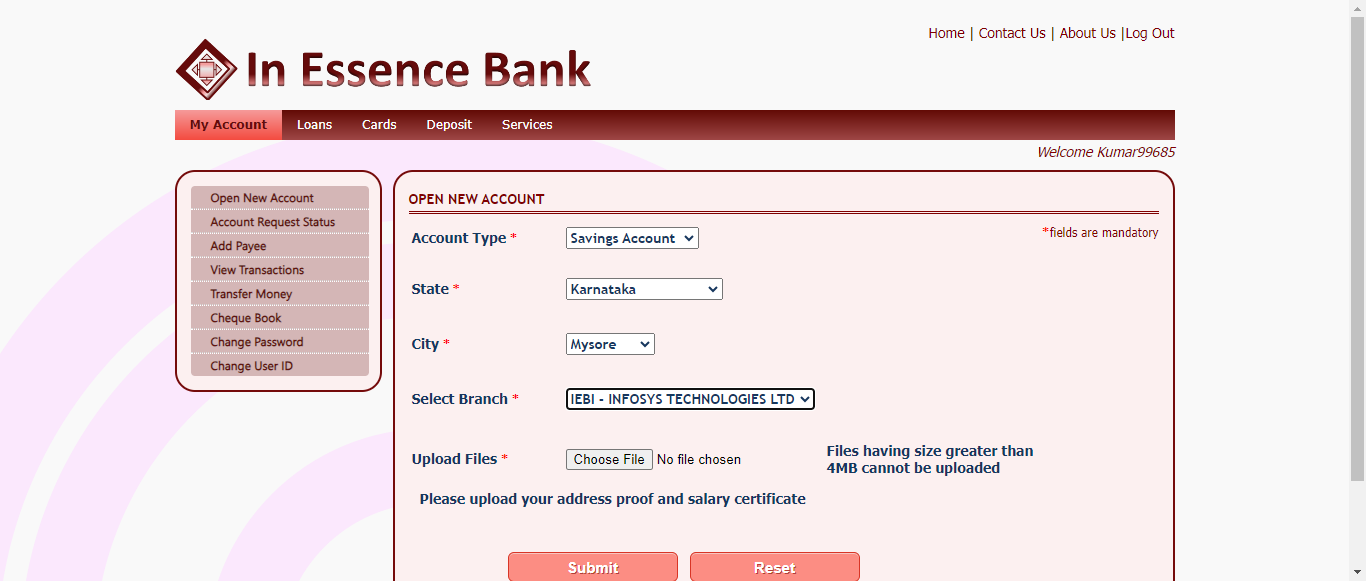 Home | Contact Us | About Us |Log Out
In Essence Bank
My Account Loans Cards Deposit Services
Welcome Kumar99685
Open New Account
Account Request Status
Add Payee
View Transactions
Transfer Money
Cheque Book
Change Password
Change User ID
OPEN NEW ACCOUNT
*fields are mandatory
Account Type * Savings Account
State * Karnataka
City * Mysore
Select Branch * IEBI - INFOSYS TECHNOLOGIES LTD
Upload Files * Choose File No file chosen
Files having size greater than
4MB cannot be uploaded
Please upload your address proof and salary certificate
Submit Reset